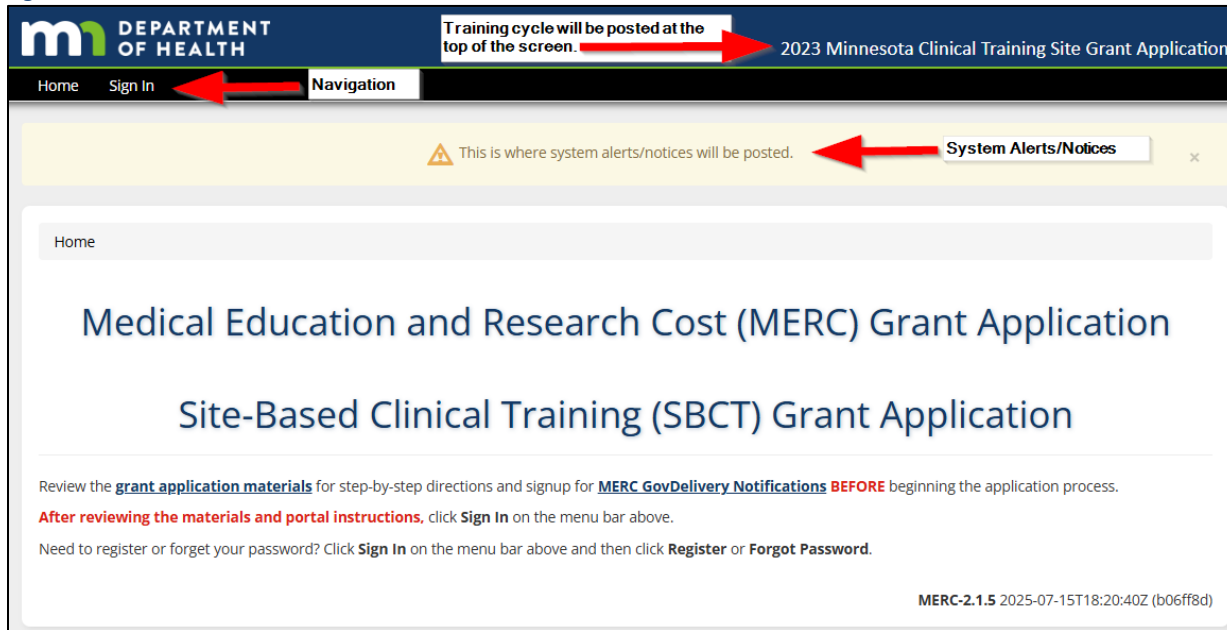 DEPARTMENT
OF HEALTH
Training cycle will be posted at the
top of the screen.
2023 Minnesota Clinical Training Site Grant Application
Home Sign In
Navigation
This is where system alerts/notices will be posted.
System Alerts/Notices
×
Home
Medical Education and Research Cost (MERC) Grant Application
Site-Based Clinical Training (SBCT) Grant Application
Review the grant application materials for step-by-step directions and signup for MERC GovDelivery Notifications BEFORE beginning the application process.
After reviewing the materials and portal instructions, click Sign In on the menu bar above.
Need to register or forget your password? Click Sign In on the menu bar above and then click Register or Forgot Password.
MERC-2.1.5 2025-07-15T18:20:40Z (b06ff8d)